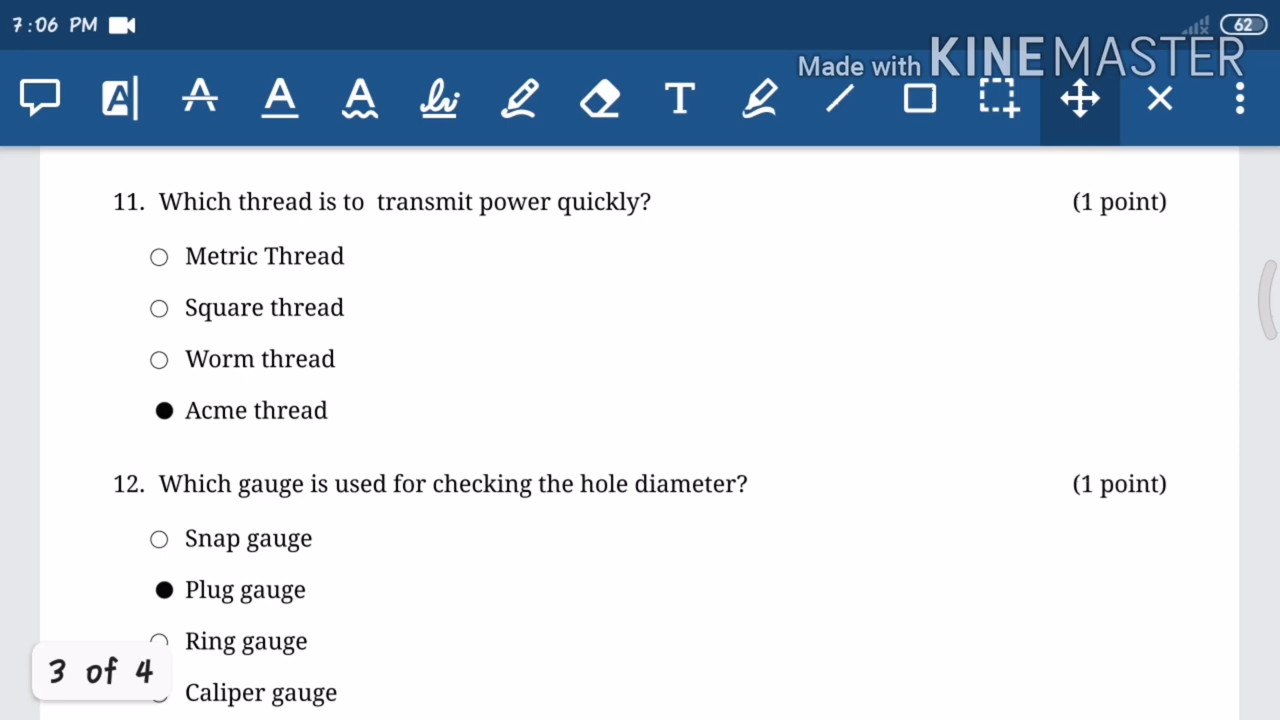 7:06 PM
62
Made with KINEMASTER
A A A A T
11. Which thread is to transmit power quickly? (1 point)
Metric Thread
Square thread
Worm thread
Acme thread
12. Which gauge is used for checking the hole diameter? (1 point)
Snap gauge
Plug gauge
Ring gauge
3 of 4
Caliper gauge